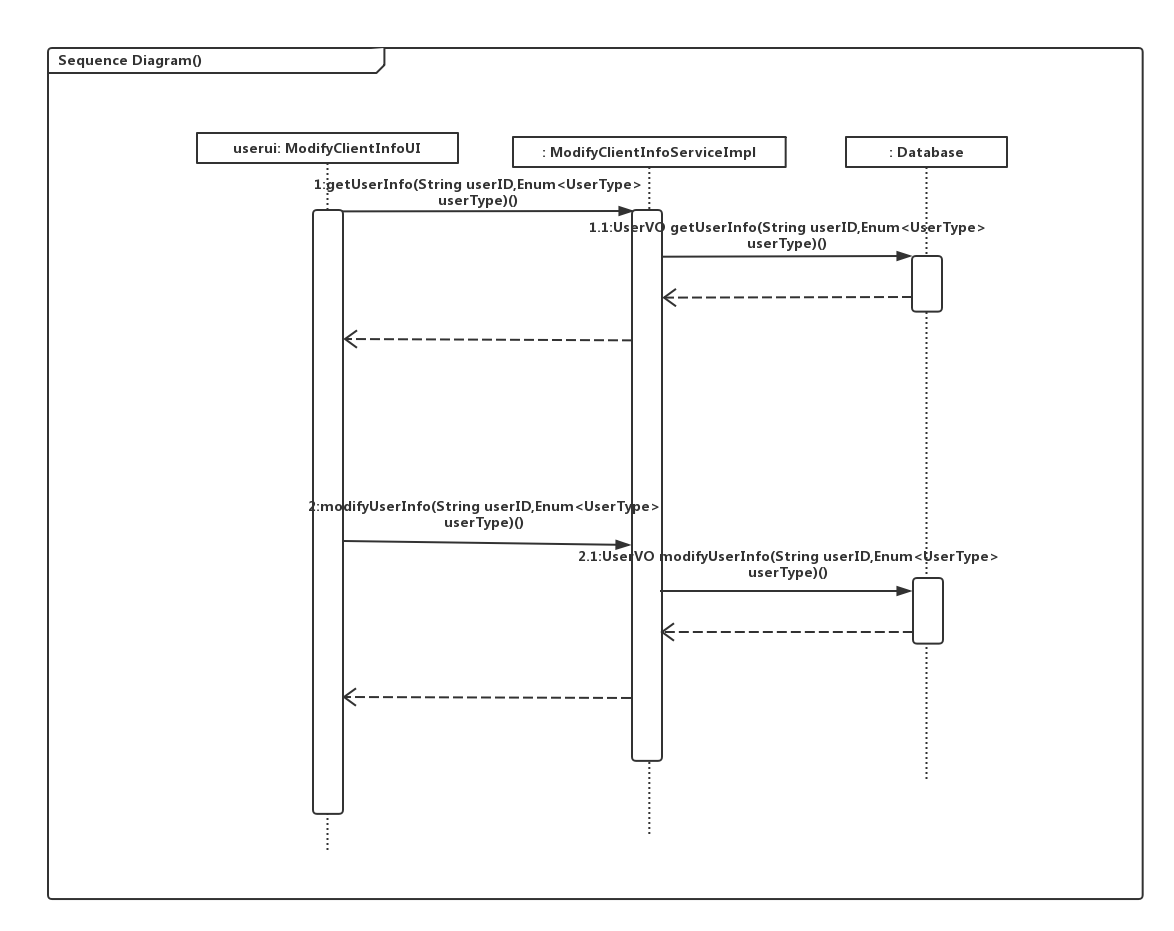 Sequence Diagram()
userui: ModifyClientInfoUI
: ModifyClientInfoServiceImpl
: Database
1:getUserInfo(String userID,Enum<UserType>
userType)()
1.1:UserVO getUserInfo(String userID,Enum<UserType>
userType)()
2:modifyUserInfo(String userID,Enum<UserType>
userType)()
2.1:UserVO modifyUserInfo(String userID,Enum<UserType>
userType)()